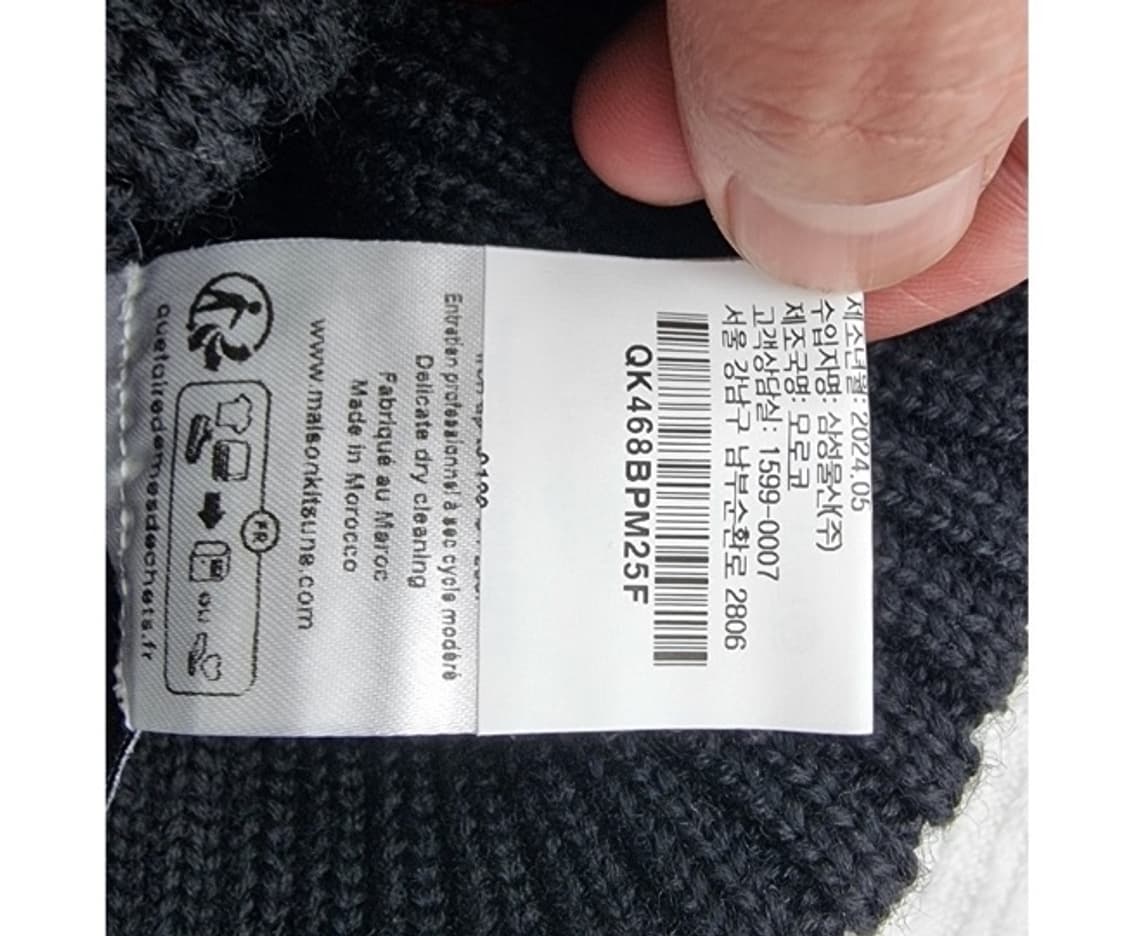 제조년월: 2024.05
수입자명: 삼성물산(주)
제조국명: 모로코
고객상담실: 1599-0007
서울 강남구 남부순환로 2806
QK468BPM25F
Entretien professionnel à sec cycle modéré
Delicate dry cleaning
Fabriqué au Maroc
Made in Morocco
www.maisonkitsune.com
FR
ou
quefairedemesdechets.fr